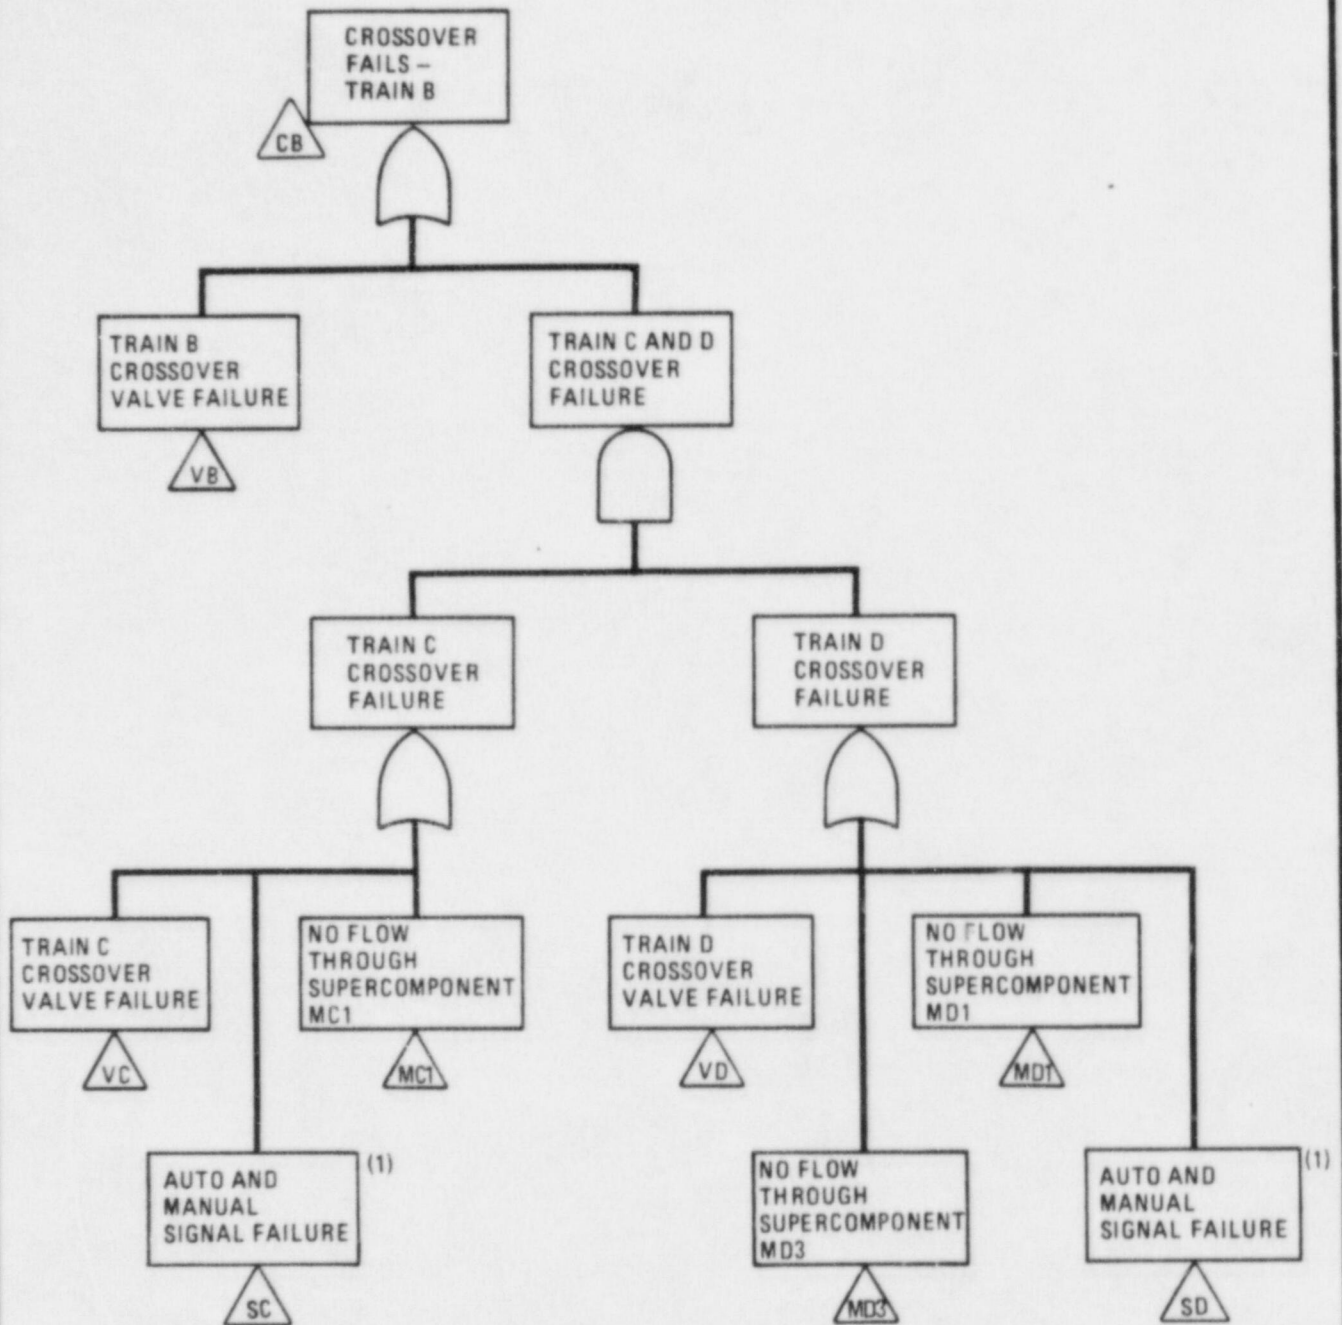 CROSSOVER
FAILS –
TRAIN B
CB
TRAIN B
CROSSOVER
VALVE FAILURE
VB
TRAIN C AND D
CROSSOVER
FAILURE
TRAIN C
CROSSOVER
FAILURE
TRAIN D
CROSSOVER
FAILURE
TRAIN C
CROSSOVER
VALVE FAILURE
VC
NO FLOW
THROUGH
SUPERCOMPONENT
MC1
MC1
TRAIN D
CROSSOVER
VALVE FAILURE
VD
NO FLOW
THROUGH
SUPERCOMPONENT
MD1
MD1
AUTO AND
MANUAL
SIGNAL FAILURE
(1)
SC
NO FLOW
THROUGH
SUPERCOMPONENT
MD3
MD3
AUTO AND
MANUAL
SIGNAL FAILURE
(1)
SD